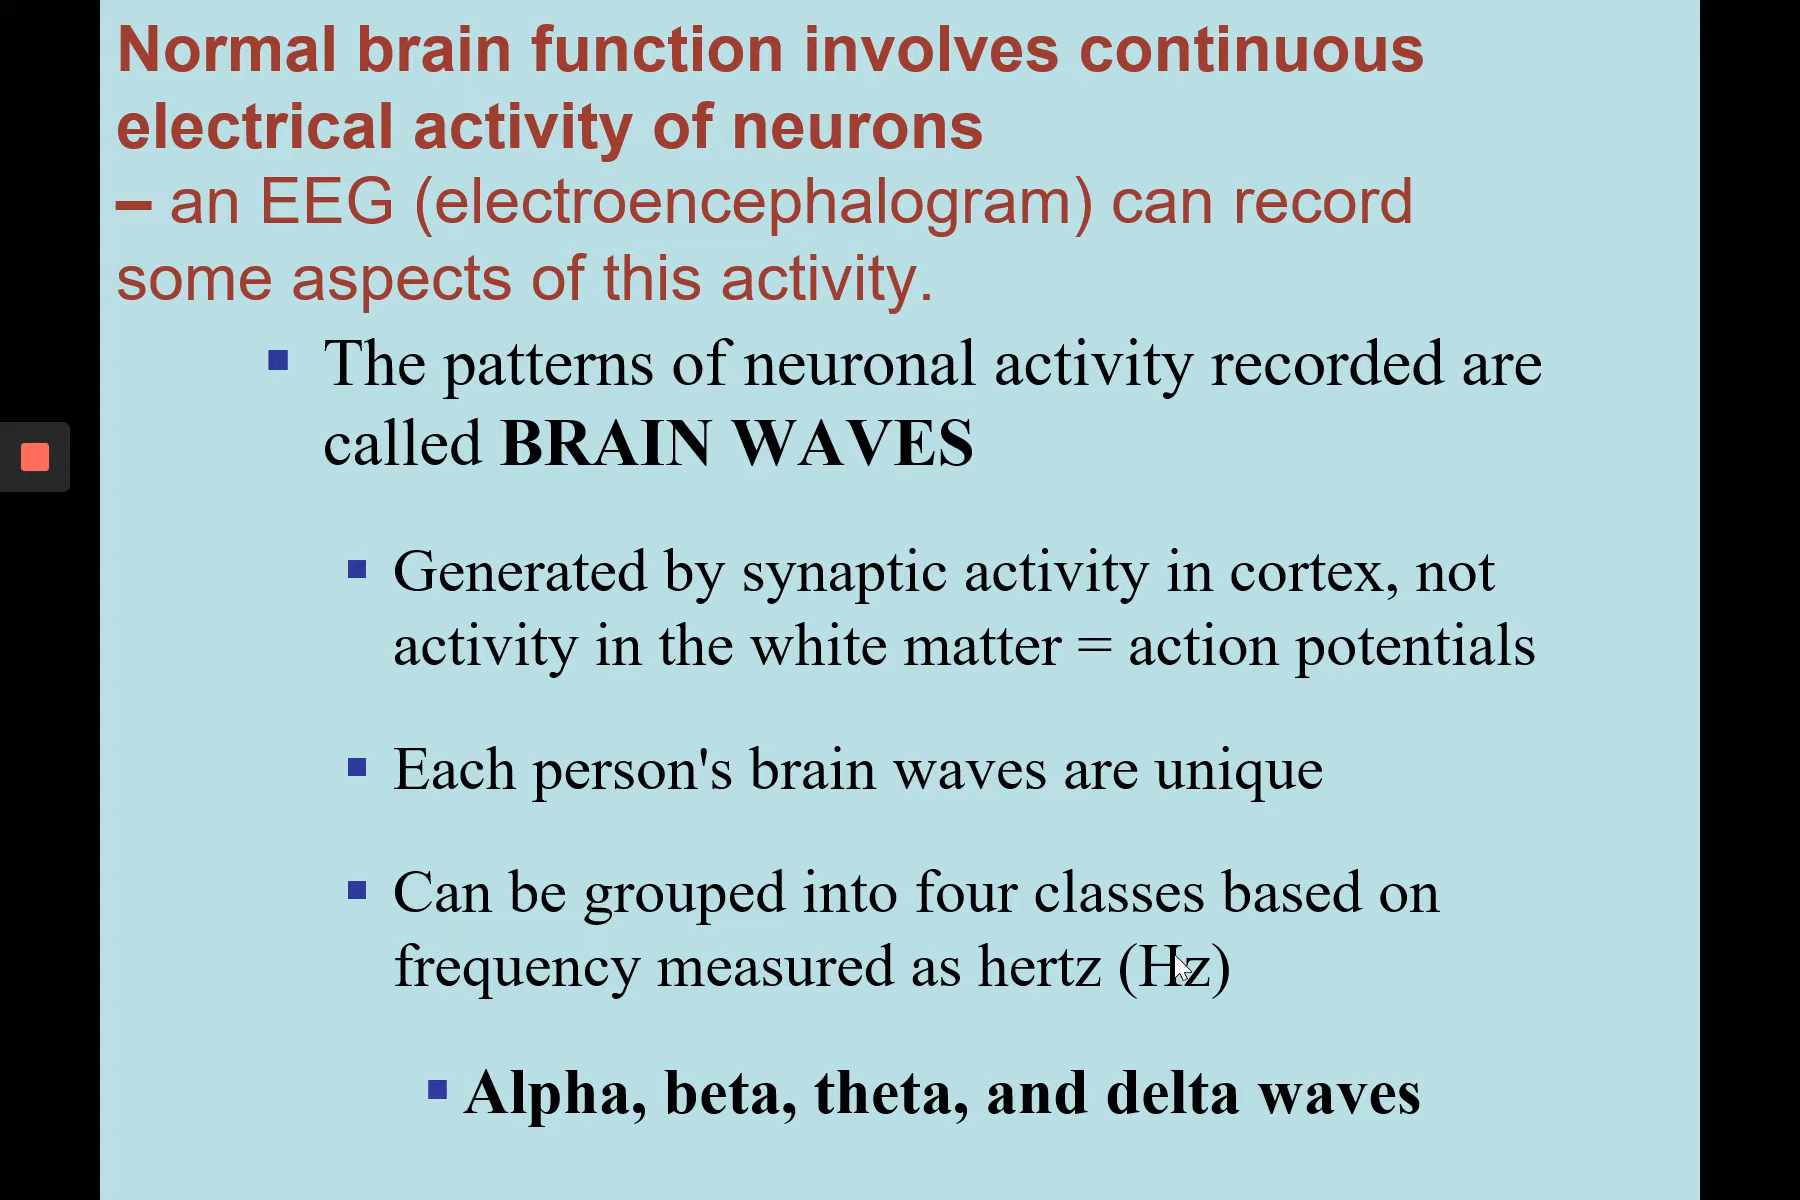 Normal brain function involves continuous
electrical activity of neurons
– an EEG (electroencephalogram) can record
some aspects of this activity.
The patterns of neuronal activity recorded are
called BRAIN WAVES
Generated by synaptic activity in cortex, not
activity in the white matter = action potentials
Each person's brain waves are unique
Can be grouped into four classes based on
frequency measured as hertz (Hz)
Alpha, beta, theta, and delta waves